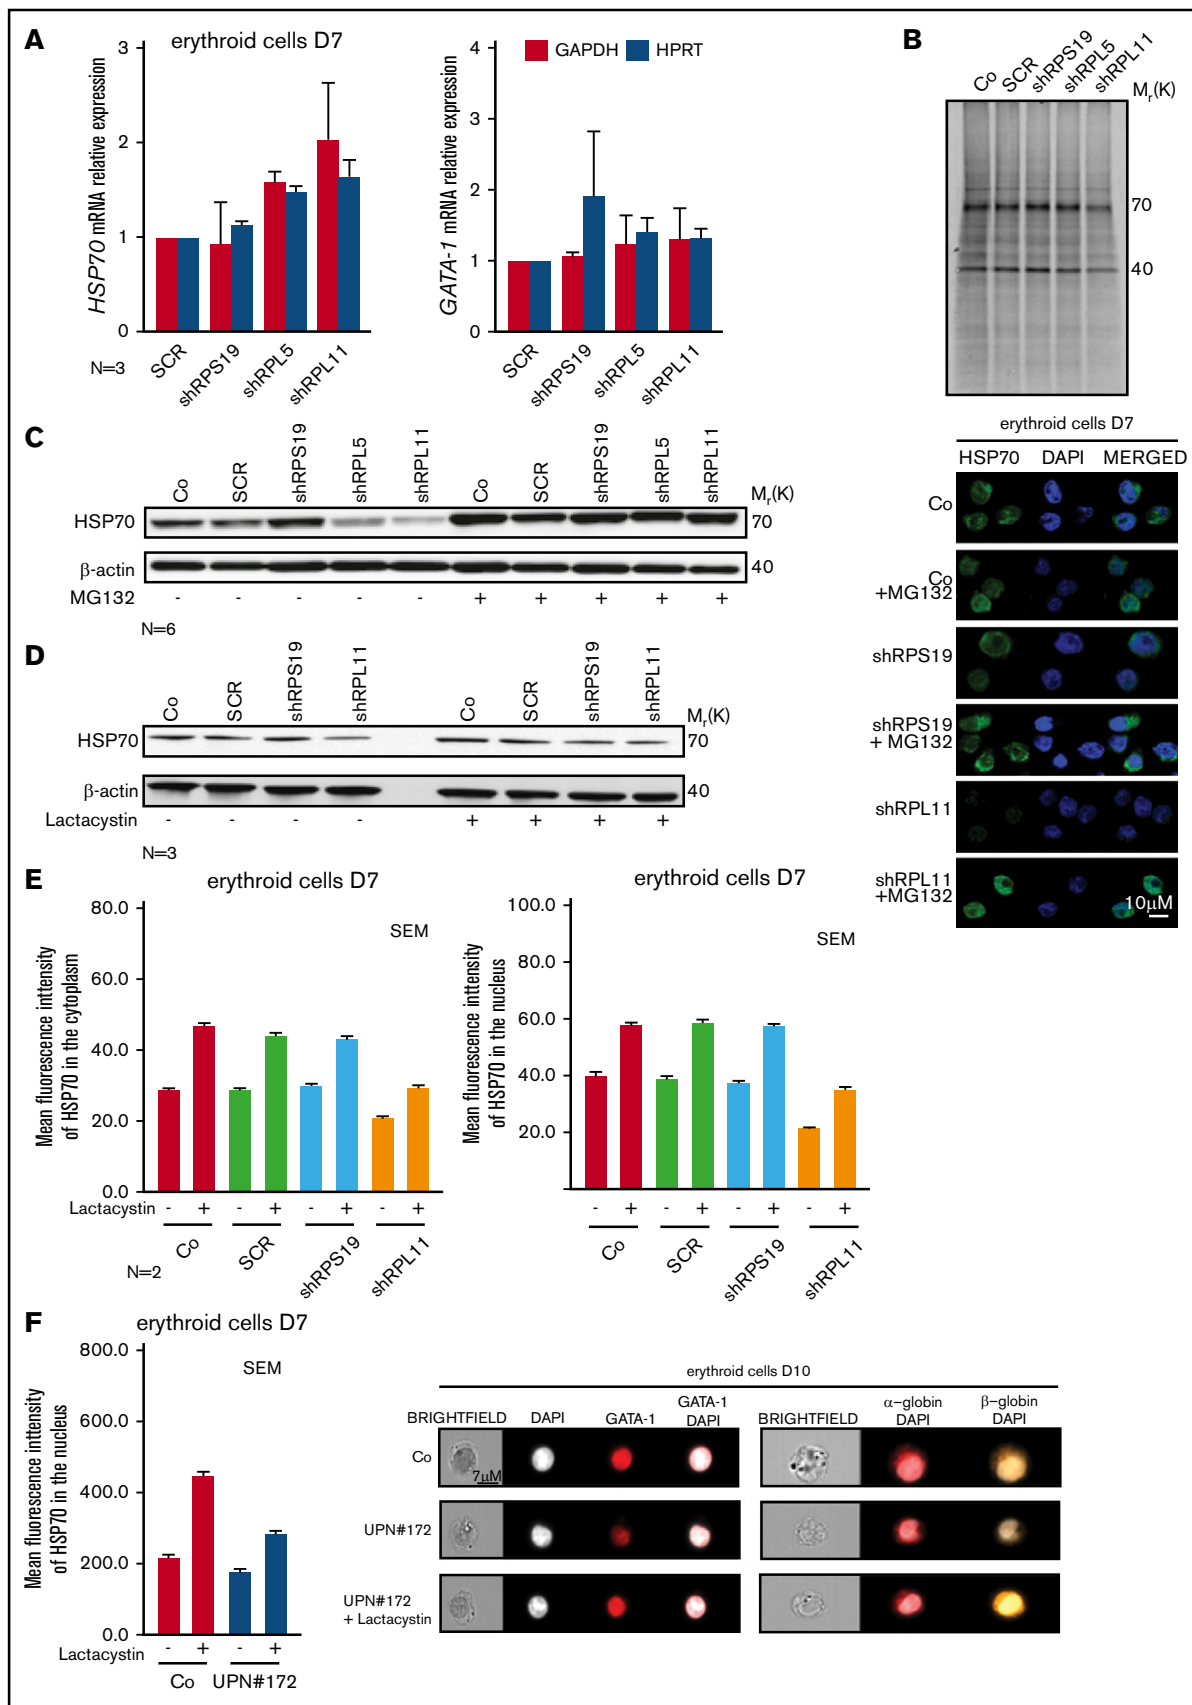 A
erythroid cells D7
HSP70 mRNA relative expression
3
2
1
0
SCR
shRPS19
shRPL5
shRPL11
N=3
GATA-1 mRNA relative expression
4
3
2
1
0
GAPDH
HPRT
SCR
shRPS19
shRPL5
shRPL11
B
Co
SCR
shRPS19
shRPL5
shRPL11
Mr(K)
70
40
C
Co
SCR
shRPS19
shRPL5
shRPL11
Co
SCR
shRPS19
shRPL5
shRPL11
Mr(K)
HSP70
70
β-actin
40
MG132 - - - - - + + + + +
N=6
erythroid cells D7
HSP70 DAPI MERGED
Co
Co
+MG132
shRPS19
shRPS19
+ MG132
shRPL11
shRPL11
+MG132
10μM
D
Co
SCR
shRPS19
shRPL11
Co
SCR
shRPS19
shRPL11
Mr(K)
HSP70
70
β-actin
40
Lactacystin - - - - + + + +
N=3
E
erythroid cells D7
Mean fluorescence inttensity
of HSP70 in the cytoplasm
80.0
60.0
40.0
20.0
0.0
SEM
Lactacystin - + - + - + - +
Co
SCR
shRPS19
shRPL11
N=2
erythroid cells D7
Mean fluorescence inttensity
of HSP70 in the nucleus
100.0
80.0
60.0
40.0
20.0
SEM
- + - + - + - +
Co
SCR
shRPS19
shRPL11
F
erythroid cells D7
Mean fluorescence inttensity
of HSP70 in the nucleus
800.0
600.0
400.0
200.0
0.0
SEM
Lactacystin - + - +
Co UPN#172
erythroid cells D10
BRIGHTFIELD DAPI GATA-1 GATA-1
DAPI
BRIGHTFIELD α-globin
DAPI
β-globin
DAPI
Co
7μM
UPN#172
UPN#172
+ Lactacystin